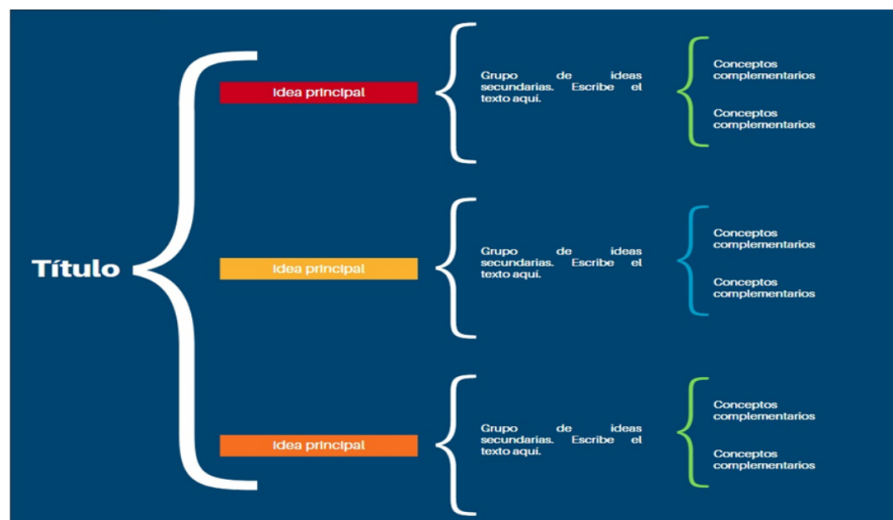 Título
Idea principal
Grupo de ideas
secundarias. Escribe el
texto aquí.
Conceptos
complementarios
Conceptos
complementarios
Idea principal
Grupo de ideas
secundarias. Escribe el
texto aquí.
Conceptos
complementarios
Conceptos
complementarios
Idea principal
Grupo de ideas
secundarias. Escribe el
texto aquí.
Conceptos
complementarios
Conceptos
complementarios